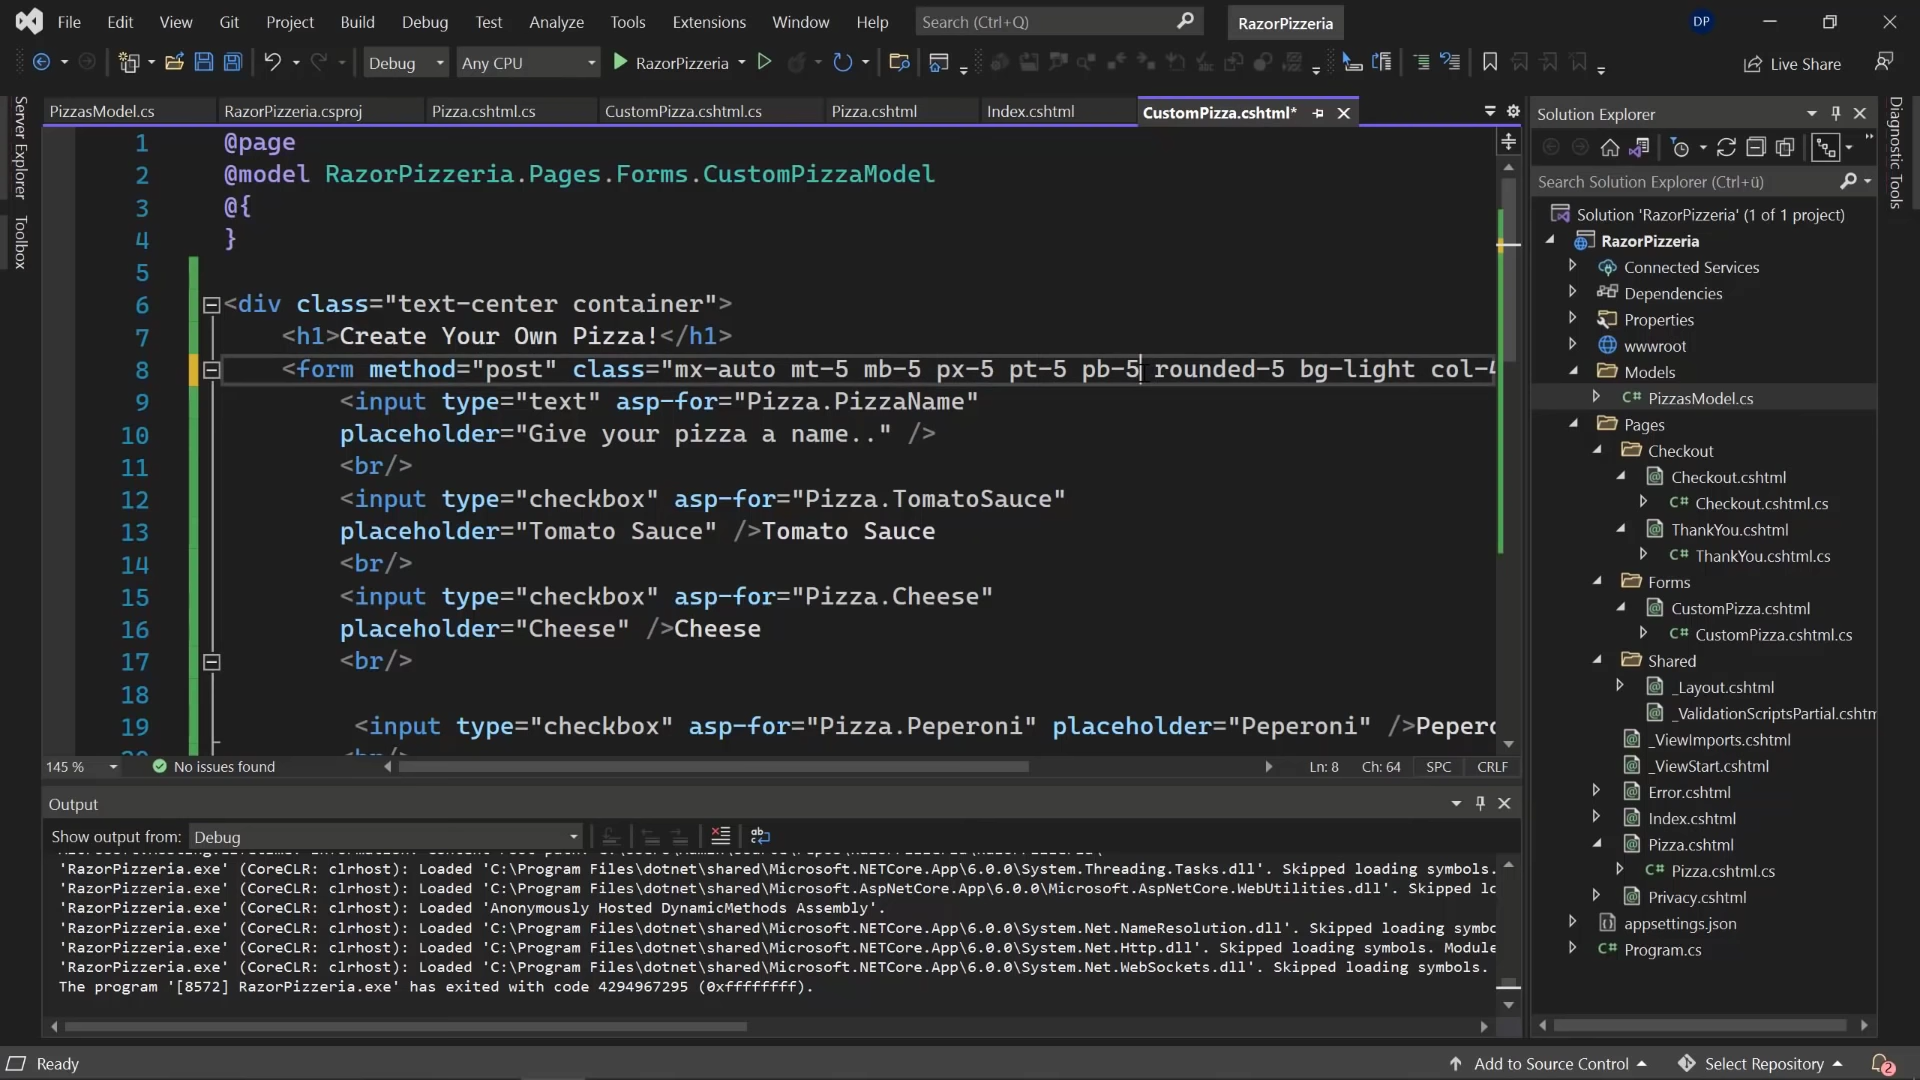 File Edit View Git Project Build Debug Test Analyze Tools Extensions Window Help Search (Ctrl+Q) RazorPizzeria DP
Debug Any CPU RazorPizzeria Live Share
Server Explorer
Toolbox
PizzasModel.cs RazorPizzeria.csproj Pizza.cshtml.cs CustomPizza.cshtml.cs Pizza.cshtml Index.cshtml CustomPizza.cshtml*
1 @page
2 @model RazorPizzeria.Pages.Forms.CustomPizzaModel
3 @{
4 }
5
6 <div class="text-center container">
7 <h1>Create Your Own Pizza!</h1>
8 <form method="post" class="mx-auto mt-5 mb-5 px-5 pt-5 pb-5 rounded-5 bg-light col-4
9 <input type="text" asp-for="Pizza.PizzaName"
10 placeholder="Give your pizza a name.." />
11 <br/>
12 <input type="checkbox" asp-for="Pizza.TomatoSauce"
13 placeholder="Tomato Sauce" />Tomato Sauce
14 <br/>
15 <input type="checkbox" asp-for="Pizza.Cheese"
16 placeholder="Cheese" />Cheese
17 <br/>
18
19 <input type="checkbox" asp-for="Pizza.Peperoni" placeholder="Peperoni" />Pepero
145 % No issues found Ln: 8 Ch: 64 SPC CRLF
Output
Show output from: Debug
'RazorPizzeria.exe' (CoreCLR: clrhost): Loaded 'C:\Program Files\dotnet\shared\Microsoft.NETCore.App\6.0.0\System.Threading.Tasks.dll'. Skipped loading symbols.
'RazorPizzeria.exe' (CoreCLR: clrhost): Loaded 'C:\Program Files\dotnet\shared\Microsoft.AspNetCore.App\6.0.0\Microsoft.AspNetCore.WebUtilities.dll'. Skipped lo
'RazorPizzeria.exe' (CoreCLR: clrhost): Loaded 'Anonymously Hosted DynamicMethods Assembly'.
'RazorPizzeria.exe' (CoreCLR: clrhost): Loaded 'C:\Program Files\dotnet\shared\Microsoft.NETCore.App\6.0.0\System.Net.NameResolution.dll'. Skipped loading symbo
'RazorPizzeria.exe' (CoreCLR: clrhost): Loaded 'C:\Program Files\dotnet\shared\Microsoft.NETCore.App\6.0.0\System.Net.Http.dll'. Skipped loading symbols. Module
'RazorPizzeria.exe' (CoreCLR: clrhost): Loaded 'C:\Program Files\dotnet\shared\Microsoft.NETCore.App\6.0.0\System.Net.WebSockets.dll'. Skipped loading symbols.
The program '[8572] RazorPizzeria.exe' has exited with code 4294967295 (0xffffffff).
Solution Explorer
Search Solution Explorer (Ctrl+ü)
Solution 'RazorPizzeria' (1 of 1 project)
RazorPizzeria
Connected Services
Dependencies
Properties
wwwroot
Models
C# PizzasModel.cs
Pages
Checkout
Checkout.cshtml
C# Checkout.cshtml.cs
ThankYou.cshtml
C# ThankYou.cshtml.cs
Forms
CustomPizza.cshtml
C# CustomPizza.cshtml.cs
Shared
_Layout.cshtml
_ValidationScriptsPartial.cshtm
_ViewImports.cshtml
_ViewStart.cshtml
Error.cshtml
Index.cshtml
Pizza.cshtml
C# Pizza.cshtml.cs
Privacy.cshtml
appsettings.json
C# Program.cs
Diagnostic Tools
Ready Add to Source Control Select Repository 2